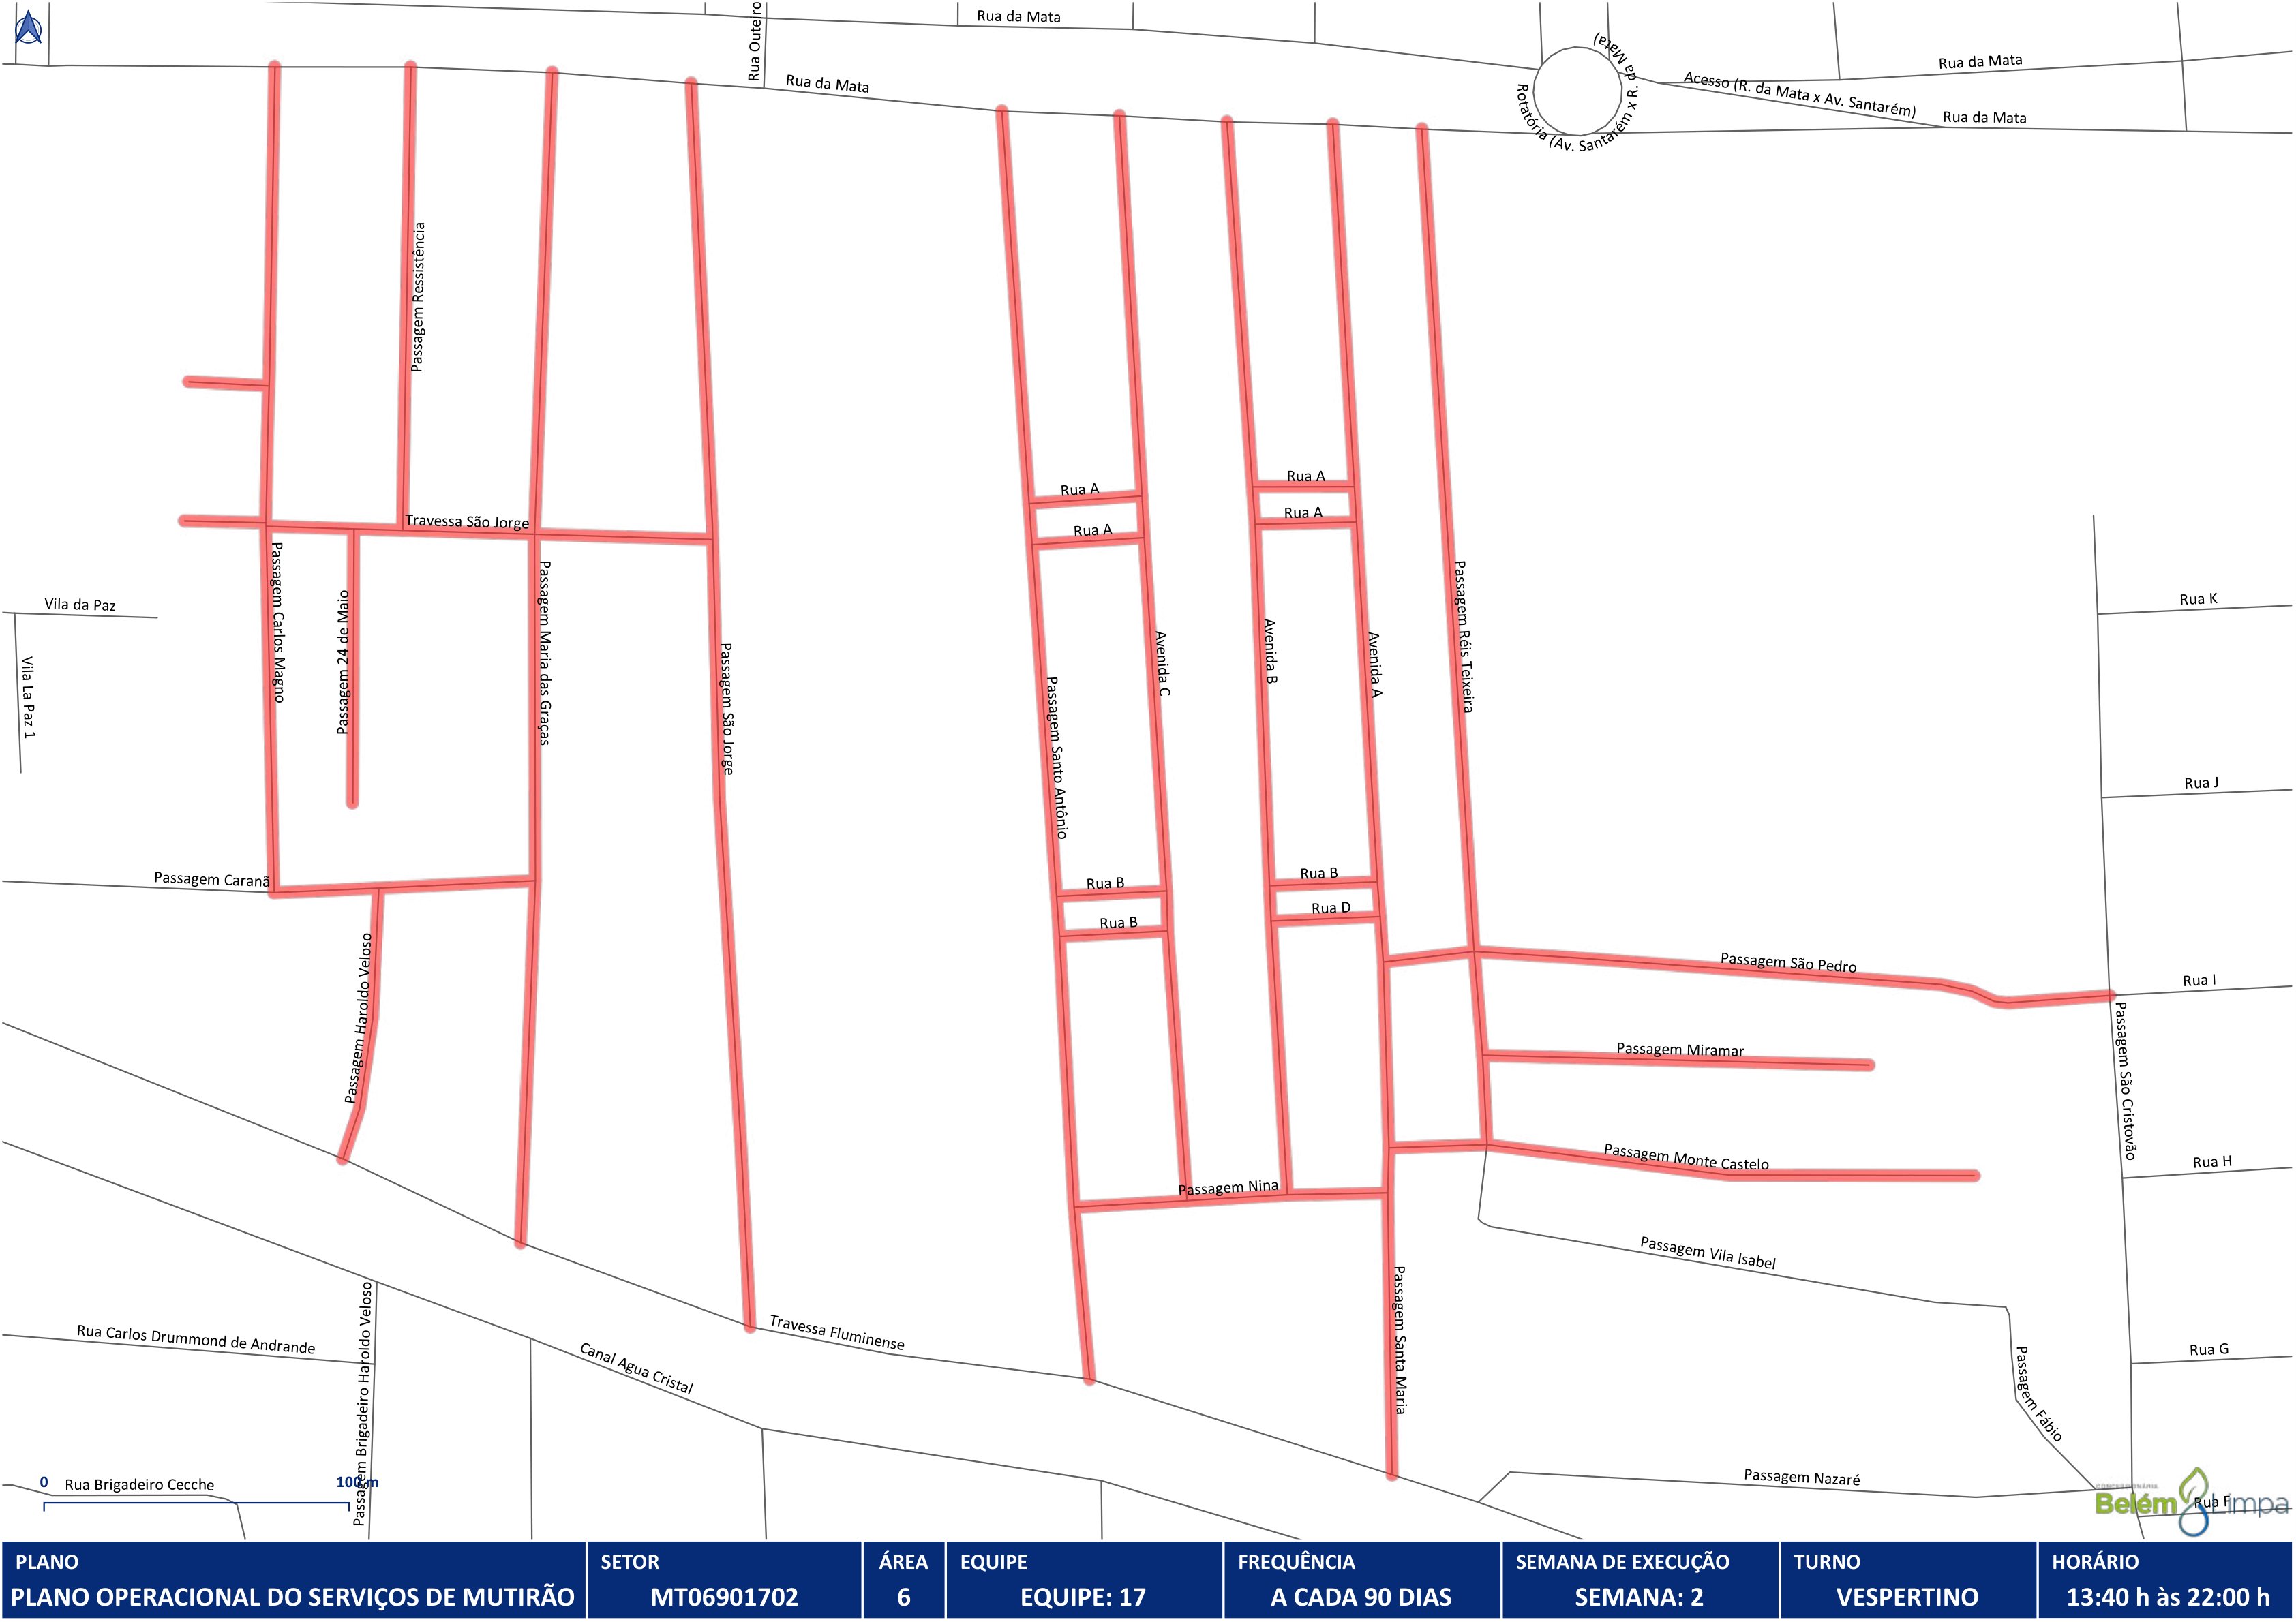 Rua da Mata
Rua Outeiro
Rua da Mata
Rotatória (Av. Santarém x R. da Mata)
Acesso (R. da Mata x Av. Santarém)
Rua da Mata
Rua da Mata
Passagem Ressistência
Rua A
Rua A
Rua A
Rua A
Travessa São Jorge
Passagem Carlos Magno
Passagem 24 de Maio
Passagem Maria das Graças
Passagem São Jorge
Passagem Santo Antônio
Avenida C
Avenida B
Avenida A
Passagem Réis Teixeira
Vila da Paz
Vila La Paz 1
Rua K
Rua J
Passagem Caranã
Rua B
Rua B
Rua B
Rua D
Passagem Haroldo Veloso
Passagem São Pedro
Rua I
Passagem Miramar
Passagem São Cristovão
Passagem Monte Castelo
Rua H
Passagem Nina
Passagem Vila Isabel
Passagem Santa Maria
Travessa Fluminense
Canal Agua Cristal
Rua Carlos Drummond de Andrande
Passagem Brigadeiro Haroldo Veloso
Rua G
Passagem Fábio
Passagem Nazaré
Rua Brigadeiro Cecche
0 100 m
CONCESSIONÁRIA
Belém Limpa
Rua F
PLANO
PLANO OPERACIONAL DO SERVIÇOS DE MUTIRÃO
SETOR
MT06901702
ÁREA
6
EQUIPE
EQUIPE: 17
FREQUÊNCIA
A CADA 90 DIAS
SEMANA DE EXECUÇÃO
SEMANA: 2
TURNO
VESPERTINO
HORÁRIO
13:40 h às 22:00 h